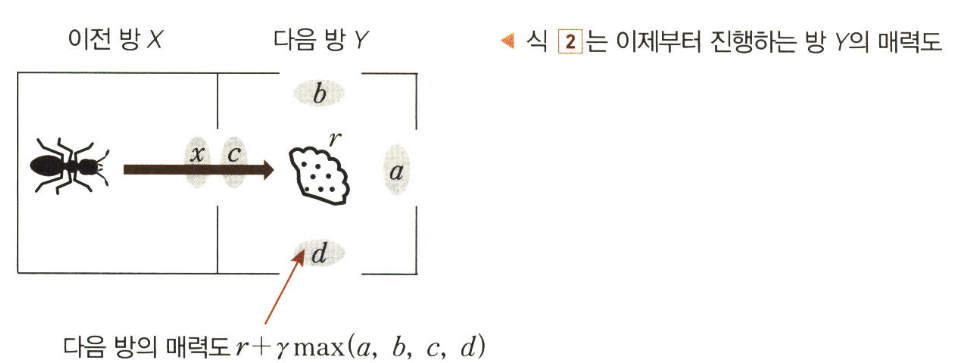 이전 방 X
다음 방 Y
◀ 식 2는 이제부터 진행하는 방 Y의 매력도
b
r
x
c
a
d
다음 방의 매력도 r+γmax(a, b, c, d)